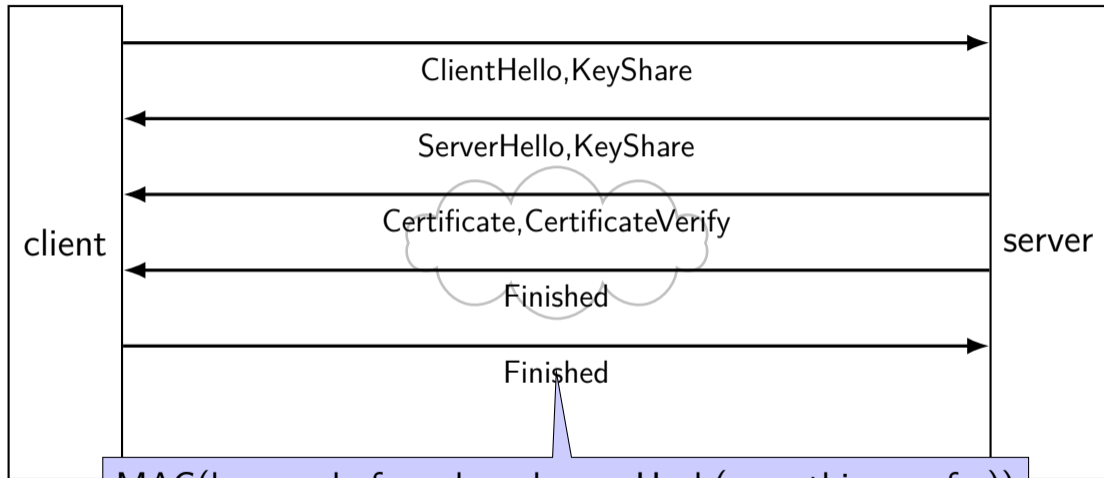 ClientHello,KeyShare
ServerHello,KeyShare
Certificate,CertificateVerify
client
server
Finished
Finished